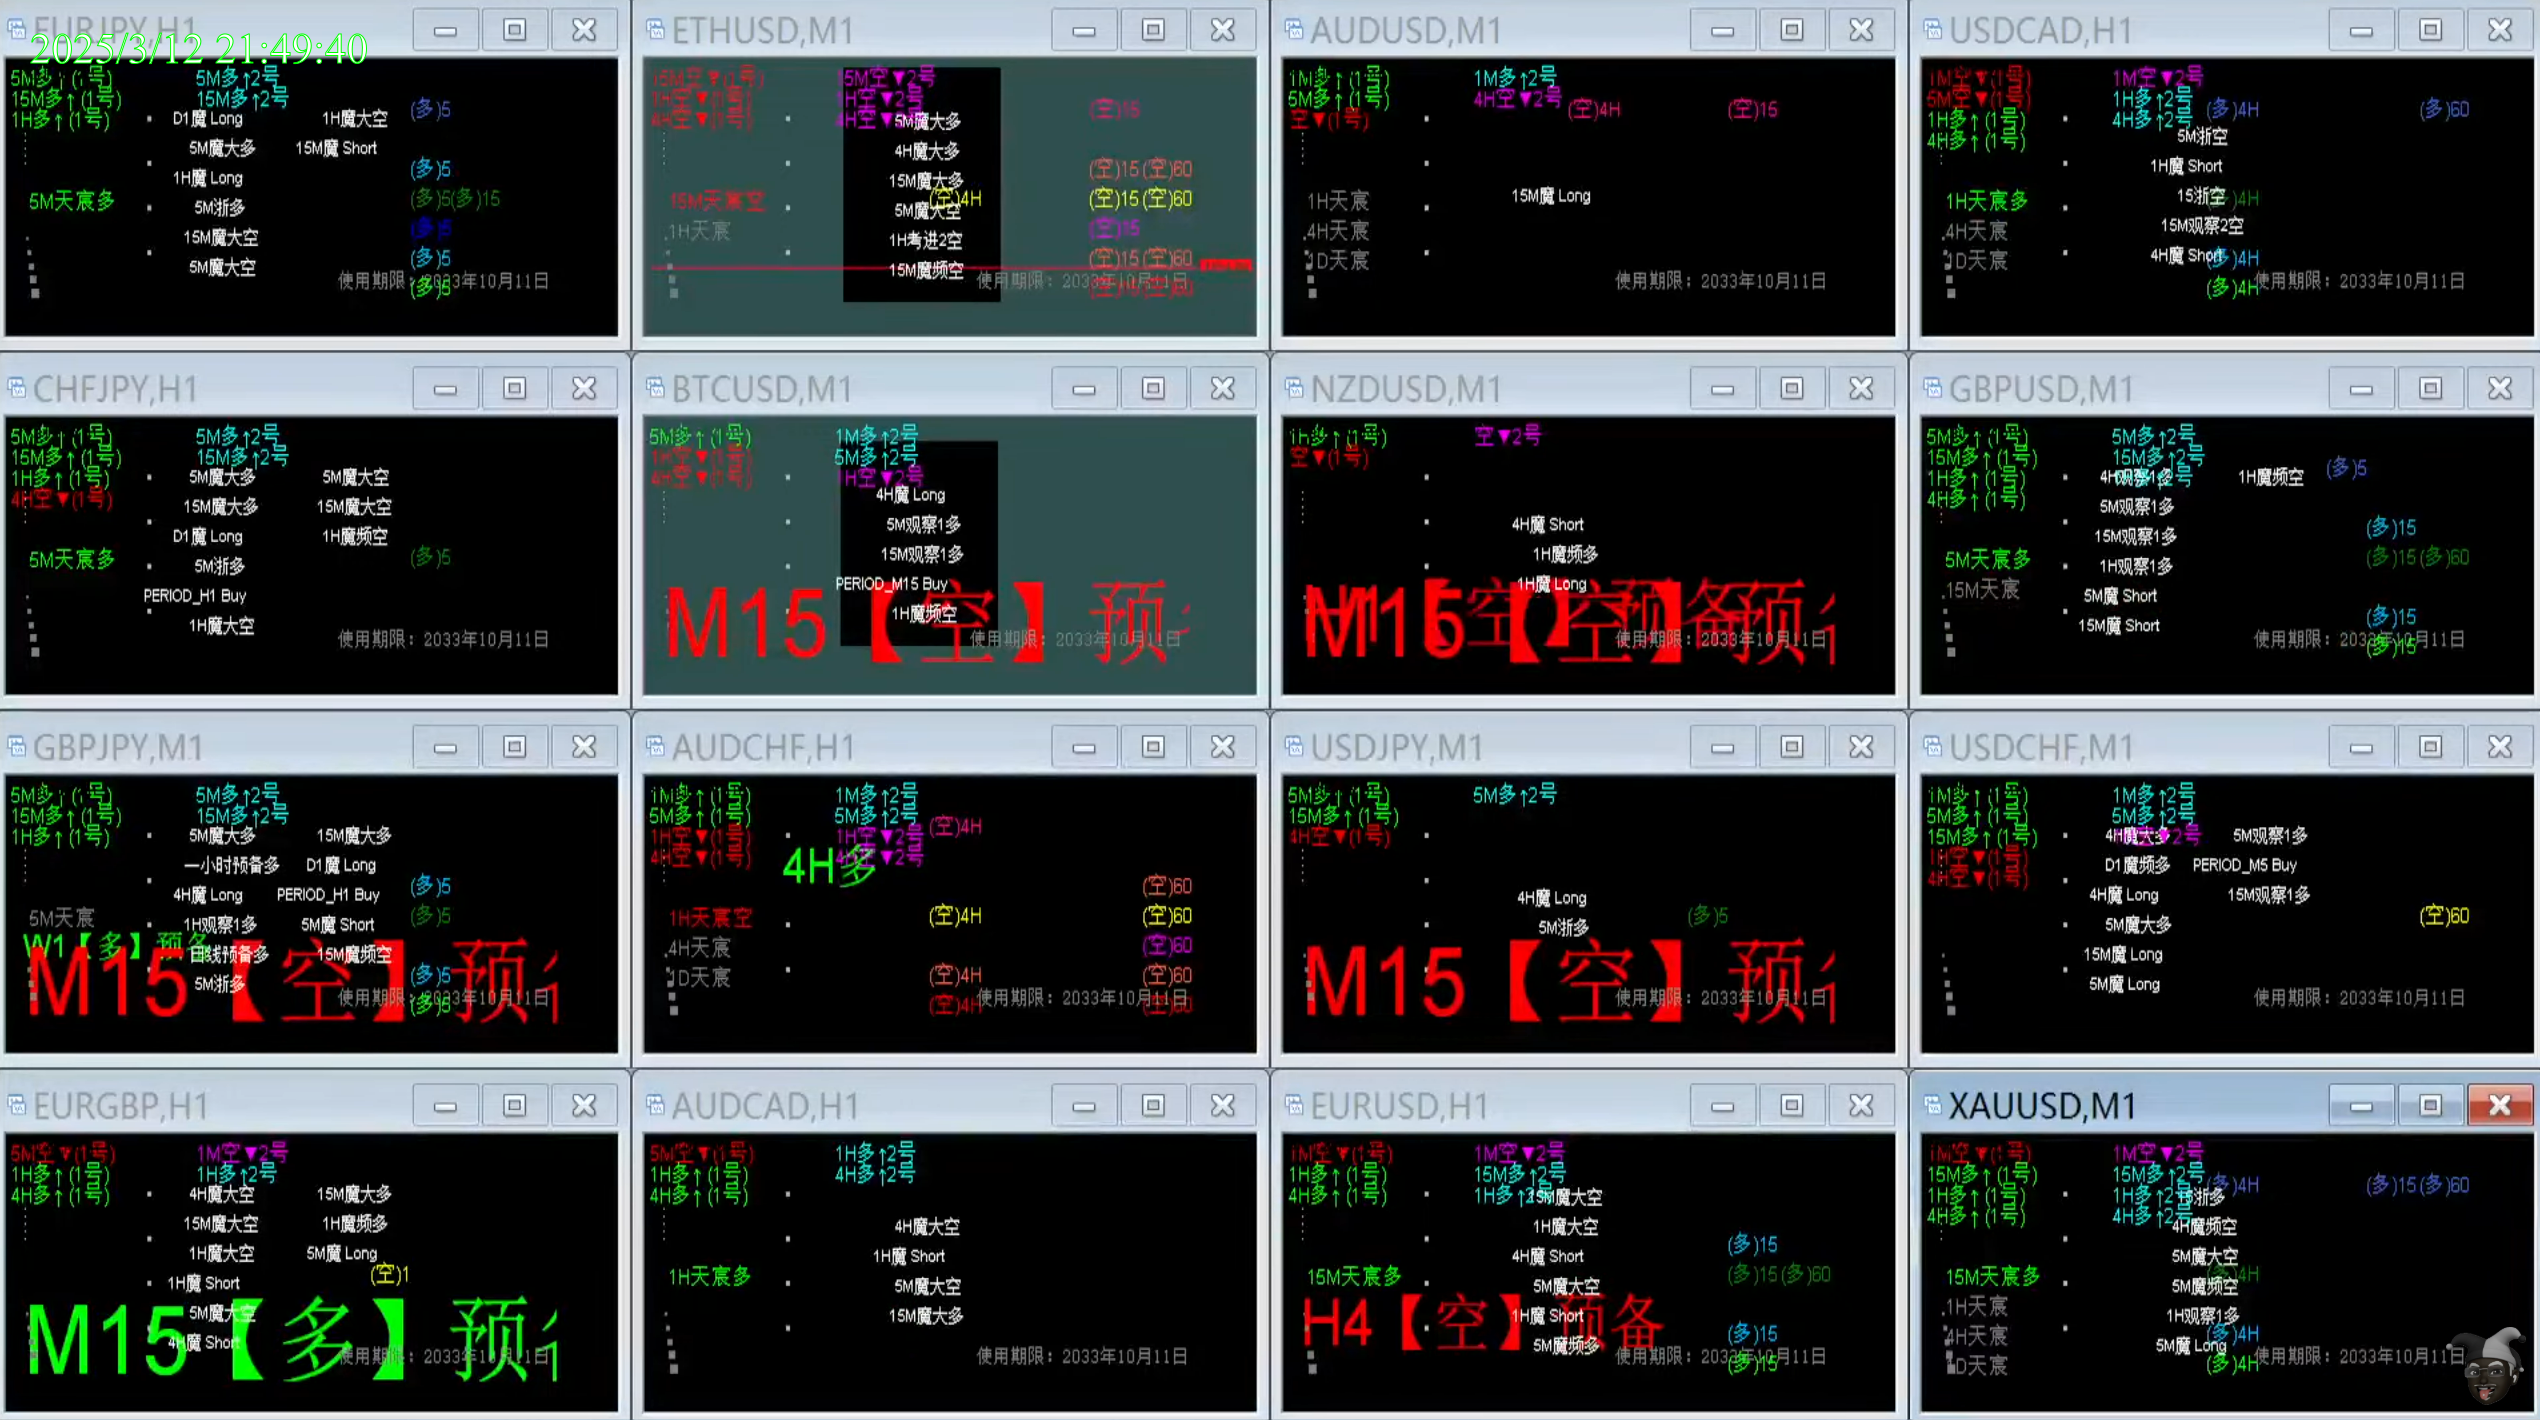 2025/3/12 21:49:40
EURJPY,H1
5M多↑(1号) 5M多↑2号
15M多↑(1号) 15M多↑2号
1H多↑(1号)
D1魔 Long 1H魔大空 (多)5
5M魔大多 15M魔 Short
1H魔 Long (多)5
5M天宸多 5M浙多 (多)5(多)15
15M魔大空 (多)5
5M魔大空 (多)5
使用期限：2033年10月11日
(多)5
ETHUSD,M1
15M空▼(1号) 15M空▼2号
1H空▼(1号) 1H空▼2号
4H空▼(1号) 4H空▼2号
(空)15
5M魔大多
4H魔大多
15M魔大多 (空)15(空)60
15M天宸空 (空)4H (空)15(空)60
5M魔大空
1H天宸 1H考进2空 (空)15
15M魔频空 (空)15(空)60
使用期限：2033年10月11日
AUDUSD,M1
1M多↑(1号) 1M多↑2号
5M多↑(1号) 4H空▼2号
空▼(1号) (空)4H (空)15
1H天宸 15M魔 Long
4H天宸
1D天宸
使用期限：2033年10月11日
USDCAD,H1
1M空▼(1号) 1M空▼2号
5M空▼(1号) 1H多↑2号
1H多↑(1号) 4H多↑2号
4H多↑(1号) (多)4H (多)60
5M浙空
1H魔 Short
1H天宸多 15浙空
4H天宸 15M观察2空
1D天宸 4H魔 Short (多)4H
(多)4H
使用期限：2033年10月11日
CHFJPY,H1
5M多↑(1号) 5M多↑2号
15M多↑(1号) 15M多↑2号
1H多↑(1号) 5M魔大多 5M魔大空
4H空▼(1号) 15M魔大多 15M魔大空
D1魔 Long 1H魔频空
5M天宸多 5M浙多 (多)5
PERIOD_H1 Buy
1H魔大空
使用期限：2033年10月11日
BTCUSD,M1
5M多↑(1号) 1M多↑2号
1H空▼(1号) 5M多↑2号
4H空▼(1号) 1H空▼2号
4H魔 Long
5M观察1多
15M观察1多
PERIOD_M15 Buy
1H魔频空
M15【空】预
使用期限：2033年10月11日
NZDUSD,M1
1H多↑(1号) 空▼2号
空▼(1号)
4H魔 Short
1H魔频多
1H魔 Long
M15【空】预
使用期限：2033年10月11日
GBPUSD,M1
5M多↑(1号) 5M多↑2号
15M多↑(1号) 15M多↑2号
1H多↑(1号) 4H观察1多 1H魔频空 (多)5
4H多↑(1号) 5M观察1多
15M观察1多 (多)15
5M天宸多 1H观察1多 (多)15(多)60
15M天宸 5M魔 Short
15M魔 Short (多)15
(多)15
使用期限：2033年10月11日
GBPJPY,M1
5M多↑(1号) 5M多↑2号
15M多↑(1号) 15M多↑2号
1H多↑(1号) 5M魔大多 15M魔大多
一小时预备多 D1魔 Long
4H魔 Long PERIOD_H1 Buy (多)5
5M天宸 1H观察1多 5M魔 Short (多)5
W1【多】预备
日线预备多 15M魔频空
5M浙多 (多)5
M15【空】预
(多)5
使用期限：2033年10月11日
AUDCHF,H1
1M多↑(1号) 1M多↑2号
5M多↑(1号) 5M多↑2号
1H空▼(1号) 1H空▼2号 (空)4H
4H空▼(1号) 4H空▼2号
4H多
(空)60
1H天宸空 (空)4H (空)60
4H天宸 (空)60
1D天宸 (空)4H (空)60
(空)4H (空)60
使用期限：2033年10月11日
USDJPY,M1
5M多↑(1号) 5M多↑2号
15M多↑(1号)
4H空▼(1号)
4H魔 Long
5M浙多 (多)5
M15【空】预
使用期限：2033年10月11日
USDCHF,M1
1M多↑(1号) 1M多↑2号
5M多↑(1号) 5M多↑2号
15M多↑(1号) 4H魔大多 5M观察1多
1H空▼(1号) D1魔频多 PERIOD_M5 Buy
4H空▼(1号) 4H魔 Long 15M观察1多
5M魔大多 (空)60
15M魔 Long
5M魔 Long
使用期限：2033年10月11日
EURGBP,H1
5M空▼(1号) 1M空▼2号
1H多↑(1号) 1H多↑2号
4H多↑(1号) 4H魔大空 15M魔大多
15M魔大空 1H魔频多
1H魔大空 5M魔 Long
1H魔 Short (空)1
5M魔大空
4H魔 Short
M15【多】预
使用期限：2033年10月11日
AUDCAD,H1
5M空▼(1号) 1H多↑2号
1H多↑(1号) 4H多↑2号
4H多↑(1号)
4H魔大空
1H魔 Short
1H天宸多 5M魔大空
15M魔大多
使用期限：2033年10月11日
EURUSD,H1
1M空▼(1号) 1M空▼2号
1H多↑(1号) 15M多↑2号
4H多↑(1号) 1H多↑2号
15M魔大空
1H魔大空
4H魔 Short (多)15
15M天宸多 5M魔大空 (多)15(多)60
1H魔 Short
H4【空】预备
5M魔频多 (多)15
(多)15
使用期限：2033年10月11日
XAUUSD,M1
1M空▼(1号) 1M空▼2号
15M多↑(1号) 15M多↑2号
1H多↑(1号) 1H多↑2号 (多)4H (多)15(多)60
4H多↑(1号) 4H多↑2号
15浙多
4H魔频空
5M魔大空
15M天宸多 5M魔频空 (多)4H
1H天宸 1H观察1多
4H天宸 5M魔 Long (多)4H
1D天宸 (多)4H
使用期限：2033年10月11日